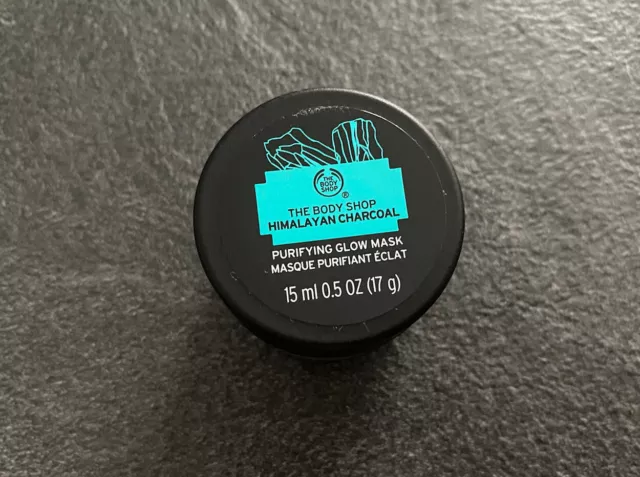 THE
BODY
SHOP
®
THE BODY SHOP
HIMALAYAN CHARCOAL
PURIFYING GLOW MASK
MASQUE PURIFIANT ÉCLAT
15 ml 0.5 OZ (17 g)